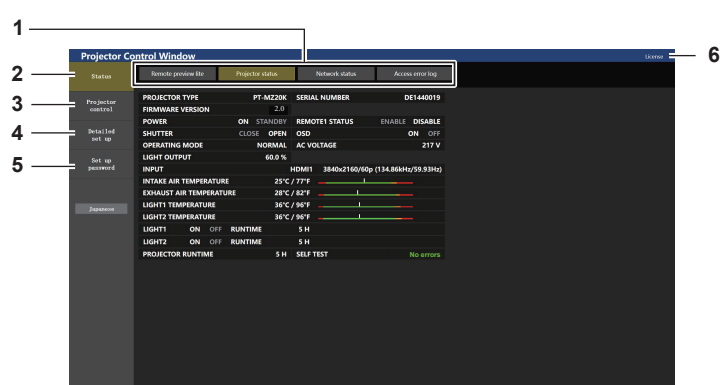 1
Projector Control Window
License
6
2
Status
Remote preview lite
Projector status
Network status
Access error log
3
Projector
control
4
Detailed
set up
5
Set up
password
Japanese
PROJECTOR TYPE PT-MZ20K SERIAL NUMBER DE1440019
FIRMWARE VERSION 2.0
POWER ON STANDBY REMOTE1 STATUS ENABLE DISABLE
SHUTTER CLOSE OPEN OSD ON OFF
OPERATING MODE NORMAL AC VOLTAGE 217 V
LIGHT OUTPUT 60.0 %
INPUT HDMI1 3840x2160/60p (134.86kHz/59.93Hz)
INTAKE AIR TEMPERATURE 25°C / 77°F
EXHAUST AIR TEMPERATURE 28°C / 82°F
LIGHT1 TEMPERATURE 36°C / 96°F
LIGHT2 TEMPERATURE 36°C / 96°F
LIGHT1 ON OFF RUNTIME 5 H
LIGHT2 ON OFF RUNTIME 5 H
PROJECTOR RUNTIME 5 H SELF TEST No errors